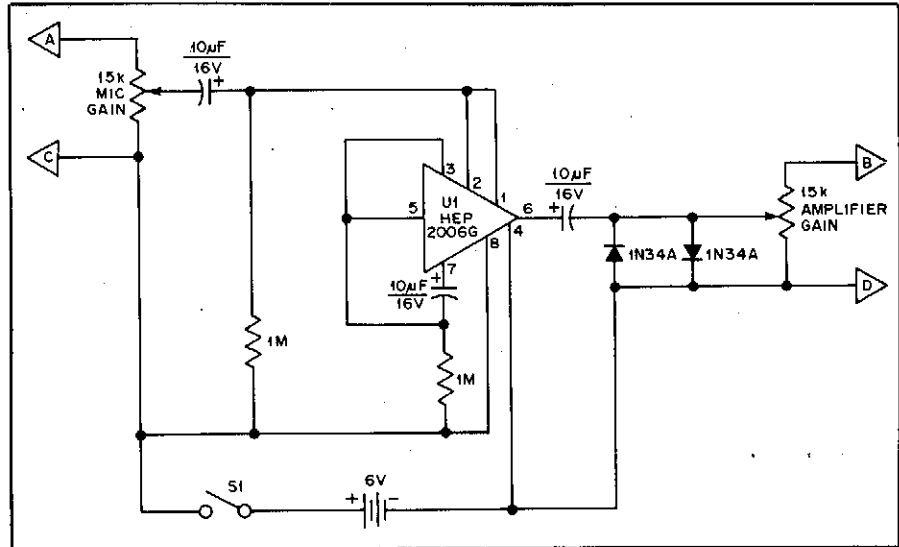 A
10µF
16V
15k
MIC
GAIN
C
+
3
2
1
U1
HEP
2006G
5
6
4
8
7
10µF
16V
+
10µF
16V
+
B
15k
AMPLIFIER
GAIN
1N34A
1N34A
D
1M
1M
S1
6V
+ -